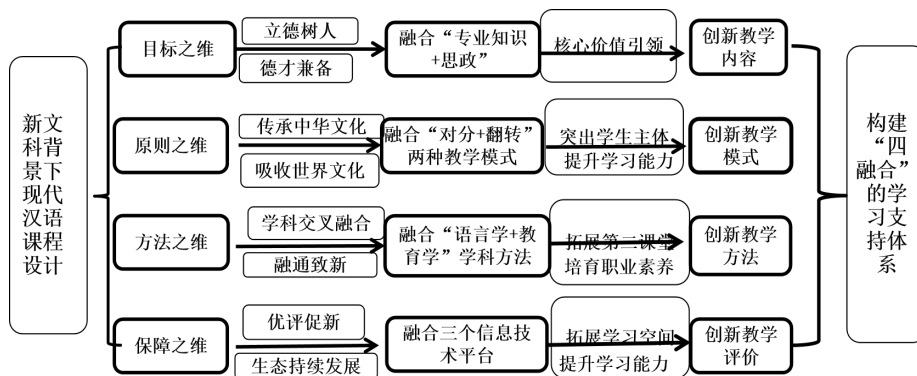 新文
科背
景下
现代
汉语
课程
设计
目标之维
立德树人
德才兼备
融合“专业知识
+思政”
核心价值引领
创新教学
内容
原则之维
传承中华文化
吸收世界文化
融合“对分+翻转”
两种教学模式
突出学生主体
提升学习能力
创新教学
模式
方法之维
学科交叉融合
融通致新
融合“语言学+教
育学”学科方法
拓展第二课堂
培育职业素养
创新教学
方法
保障之维
优评促新
生态持续发展
融合三个信息技
术平台
拓展学习空间
提升学习能力
创新教学
评价
构建
“四
融合”
的学
习支
持体
系